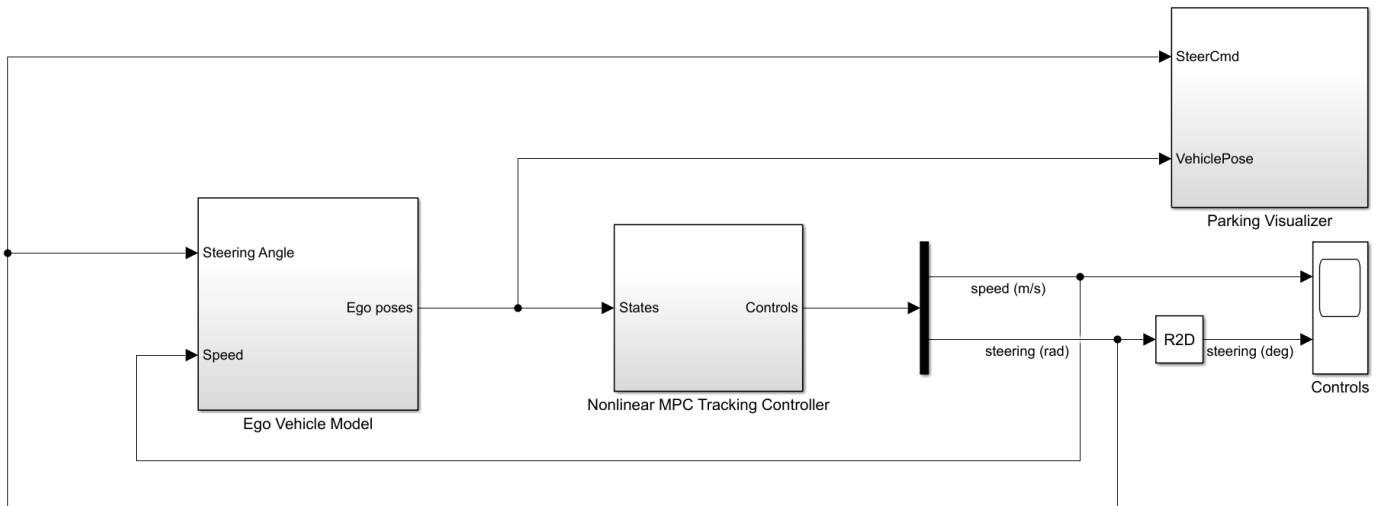 SteerCmd
VehiclePose
Parking Visualizer
Steering Angle
Ego poses
Speed
Ego Vehicle Model
States
Controls
Nonlinear MPC Tracking Controller
speed (m/s)
steering (rad)
R2D
steering (deg)
Controls